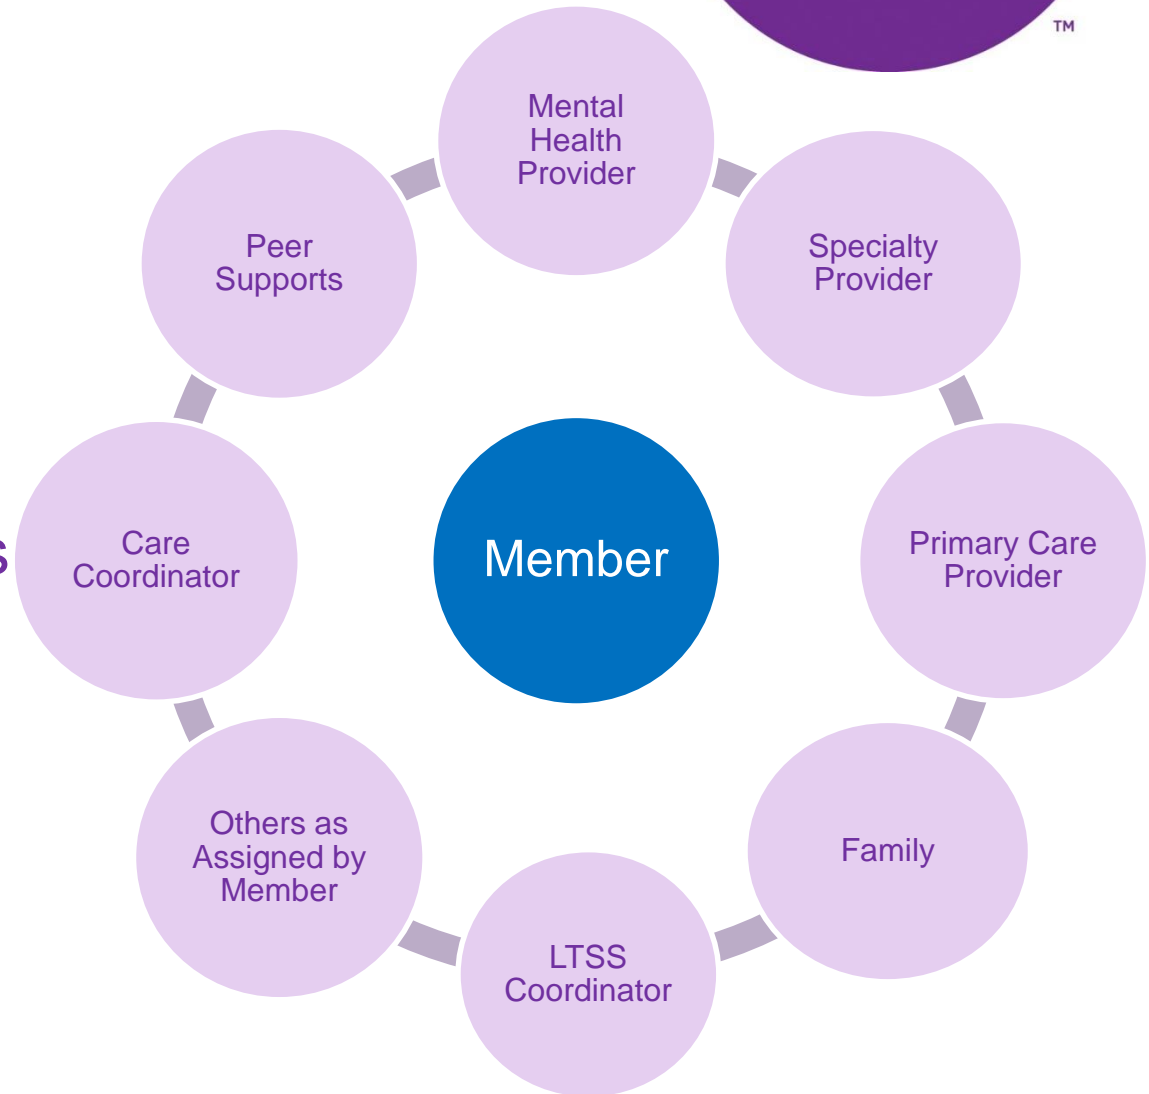 TM
Mental
Health
Provider
Peer
Supports
Specialty
Provider
s
Care
Coordinator
Member
Primary Care
Provider
Others as
Assigned by
Member
Family
LTSS
Coordinator